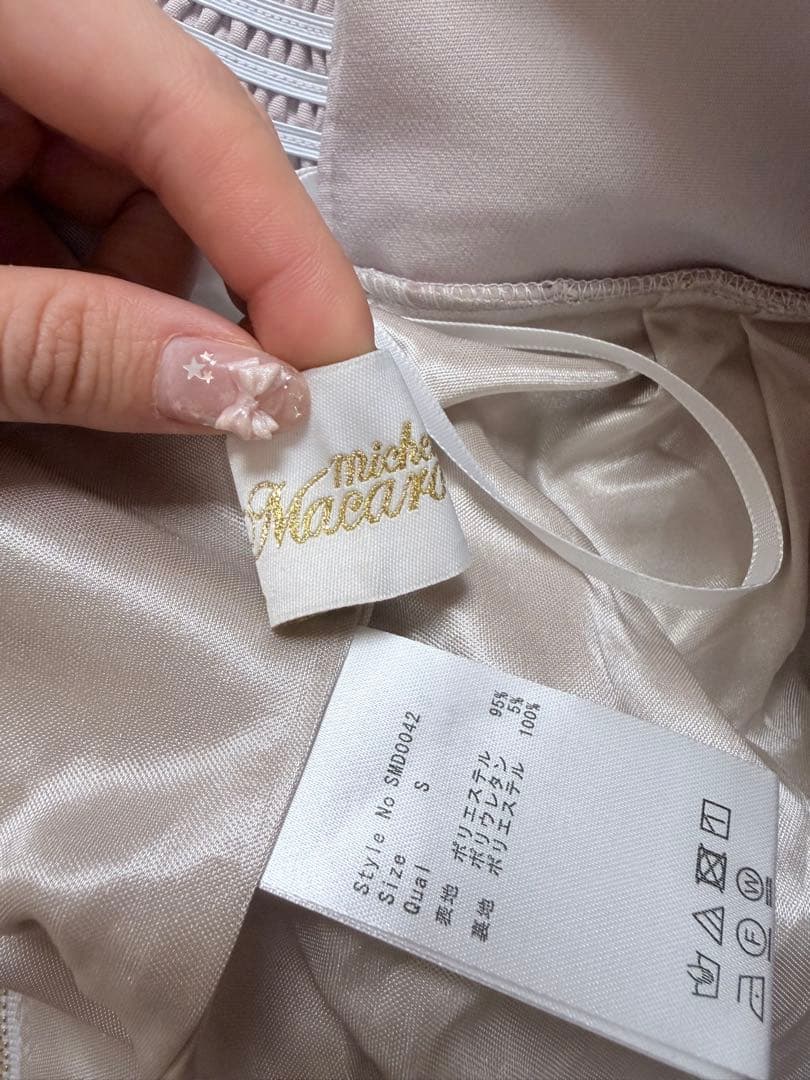 Miche
Macaro
Style No SMD0042
Size S
Qual
表地 ポリエステル 95%
ポリウレタン 5%
裏地 ポリエステル 100%
W
F